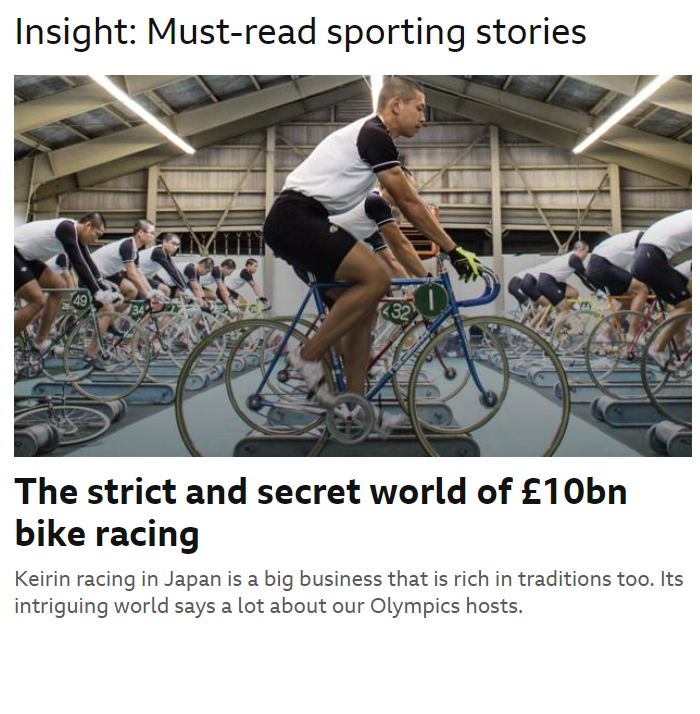 Insight: Must-read sporting stories
49
34
232
1
The strict and secret world of £10bn
bike racing
Keirin racing in Japan is a big business that is rich in traditions too. Its
intriguing world says a lot about our Olympics hosts.